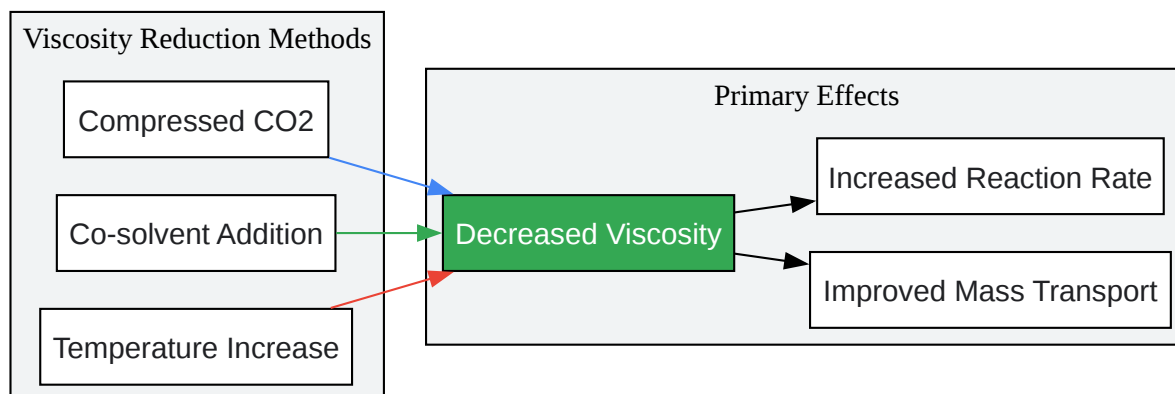 Viscosity Reduction Methods
Compressed CO2
Co-solvent Addition
Temperature Increase
Primary Effects
Decreased Viscosity
Increased Reaction Rate
Improved Mass Transport